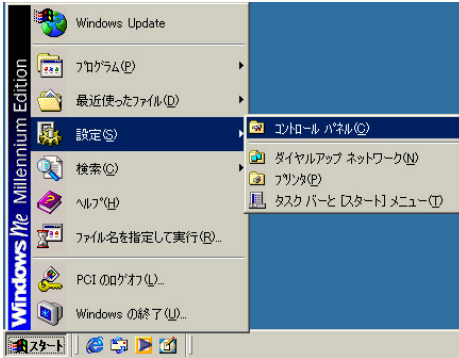 Windows Update
ﾌﾟﾛｸﾞﾗﾑ(P)
最近使ったﾌｧｲﾙ(D)
設定(S)
検索(C)
ﾍﾙﾌﾟ(H)
ﾌｧｲﾙ名を指定して実行(R)...
PCI のﾛｸﾞｵﾌ(L)...
Windows の終了(U)...
ｺﾝﾄﾛｰﾙ ﾊﾟﾈﾙ(C)
ダイヤルアップ ネットワーク(N)
ﾌﾟﾘﾝﾀ(P)
タスク バーと [スタート] メニュー(T)
Windows Me Millennium Edition
スタート